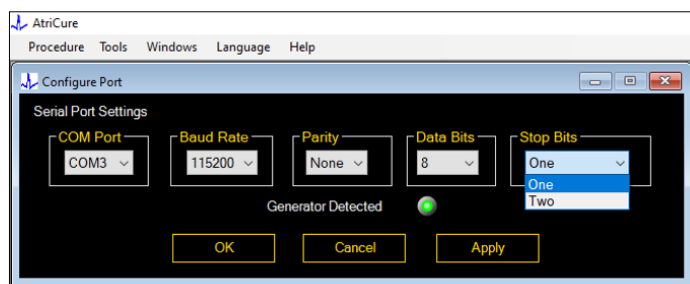 AtriCure
Procedure Tools Windows Language Help
Configure Port
Serial Port Settings
COM Port Baud Rate Parity Data Bits Stop Bits
COM3 115200 None 8 One
One
Two
Generator Detected
OK Cancel Apply